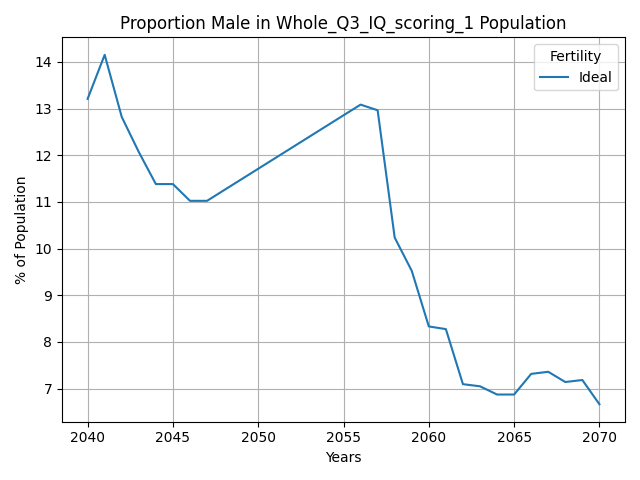 Proportion Male in Whole_Q3_IQ_scoring_1 Population
Fertility
Ideal
14
13
12
11
10
9
8
7
% of Population
2040 2045 2050 2055 2060 2065 2070
Years